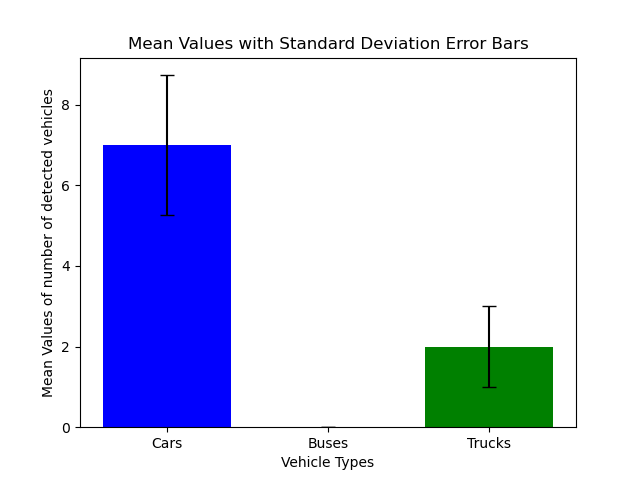 Mean Values with Standard Deviation Error Bars
Mean Values of number of detected vehicles
8
6
4
2
0
Cars Buses Trucks
Vehicle Types